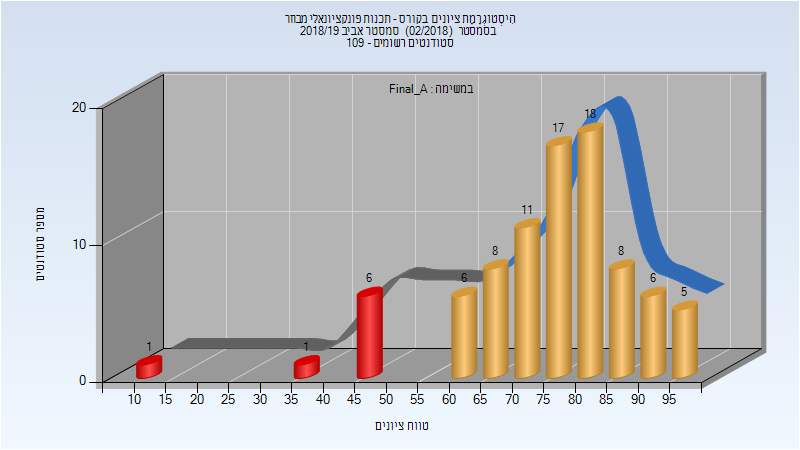 היסטוגרמת ציונים בקורס - תכנות פונקציונאלי מבוזר
בסמסטר (02/2018) סמסטר אביב 2018/19
סטודנטים רשומים - 109
במשימה : Final_A
20
10
0
מספר סטודנטים
1
1
6
6
8
11
17
18
8
6
5
10 15 20 25 30 35 40 45 50 55 60 65 70 75 80 85 90 95
טווח ציונים